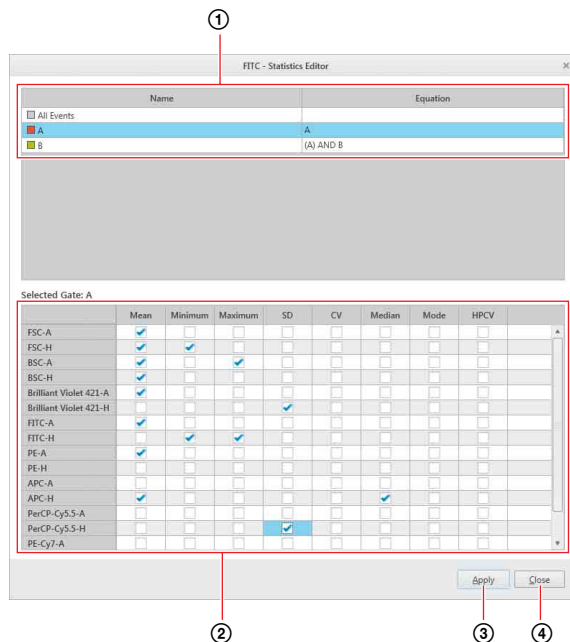 ①
FITC - Statistics Editor ×
Name Equation
All Events
A A
B (A) AND B
Selected Gate: A
Mean Minimum Maximum SD CV Median Mode HPCV
FSC-A
FSC-H
BSC-A
BSC-H
Brilliant Violet 421-A
Brilliant Violet 421-H
FITC-A
FITC-H
PE-A
PE-H
APC-A
APC-H
PerCP-Cy5.5-A
PerCP-Cy5.5-H
PE-Cy7-A
Apply Close
② ③ ④